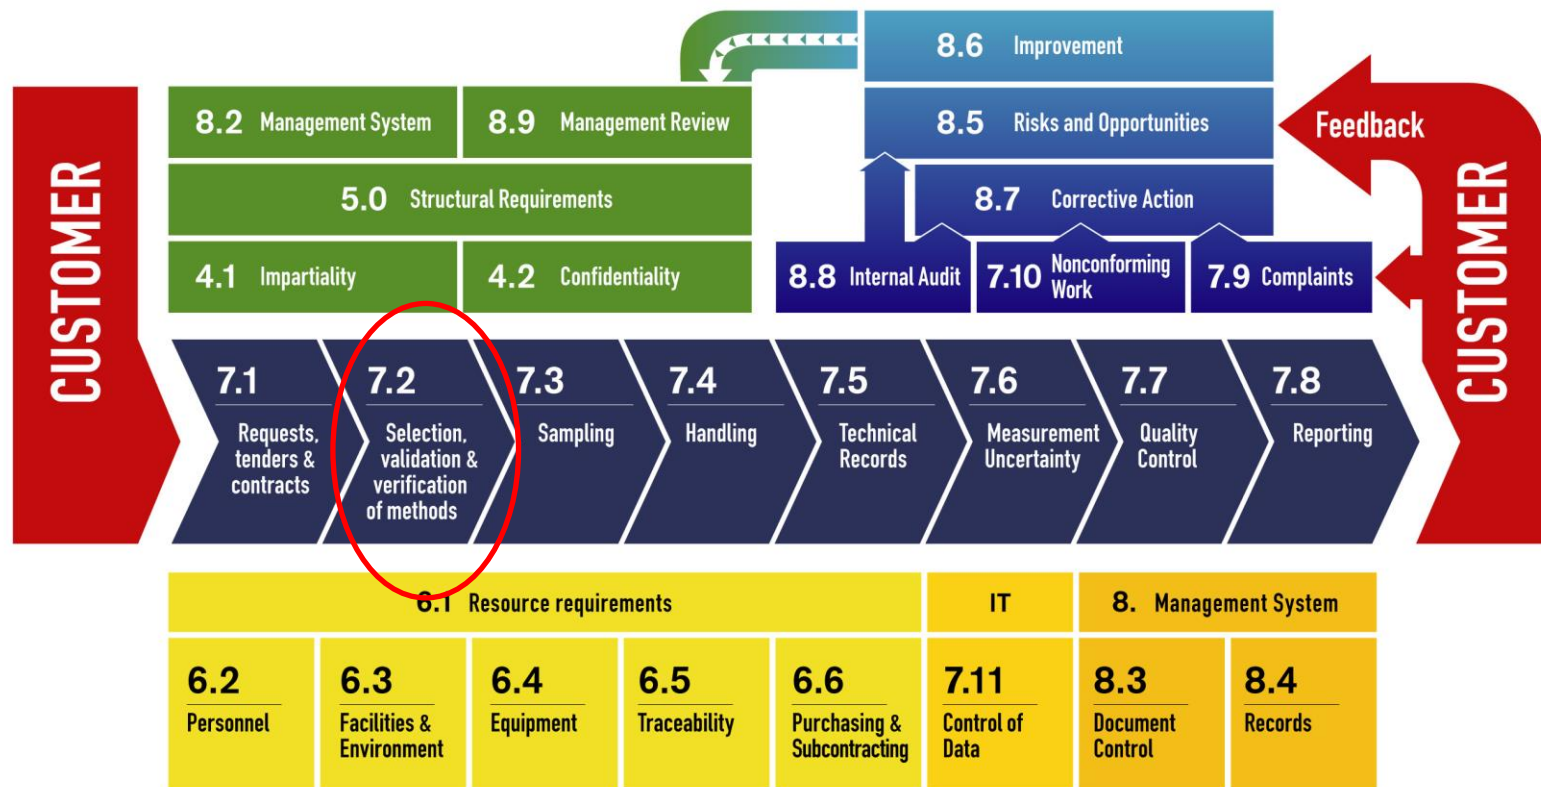 8.6 Improvement
8.2 Management System
8.9 Management Review
8.5 Risks and Opportunities
Feedback
CUSTOMER
5.0 Structural Requirements
8.7 Corrective Action
CUSTOMER
4.1 Impartiality
4.2 Confidentiality
8.8 Internal Audit
7.10 Nonconforming
Work
7.9 Complaints
7.1
Requests,
tenders &
contracts
7.2
Selection,
validation &
verification
of methods
7.3
Sampling
7.4
Handling
7.5
Technical
Records
7.6
Measurement
Uncertainty
7.7
Quality
Control
7.8
Reporting
6.1 Resource requirements
IT
8. Management System
6.2
Personnel
6.3
Facilities &
Environment
6.4
Equipment
6.5
Traceability
6.6
Purchasing &
Subcontracting
7.11
Control of
Data
8.3
Document
Control
8.4
Records